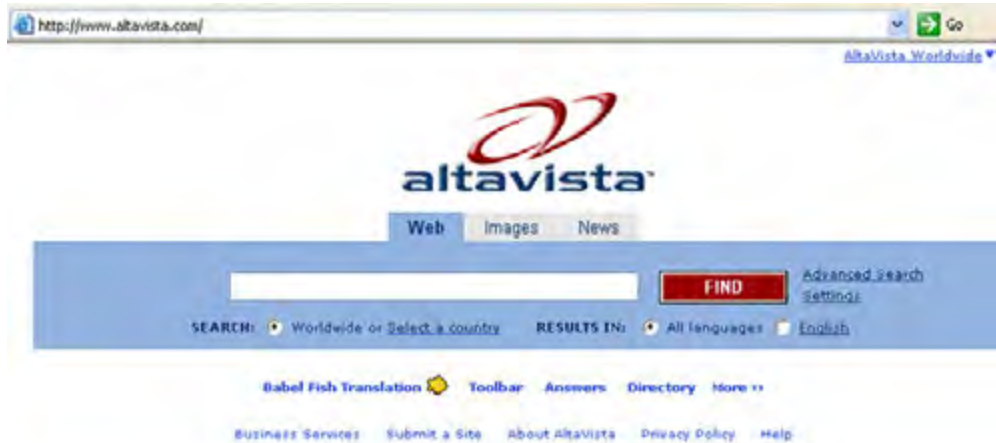 http://www.altavista.com/ Go
AltaVista Worldwide
altavista™
Web Images News
FIND Advanced Search
Settings
SEARCH: Worldwide or Select a country RESULTS IN: All languages English
Babel Fish Translation Toolbar Answers Directory More >>
Business Services Submit a Site About AltaVista Privacy Policy Help